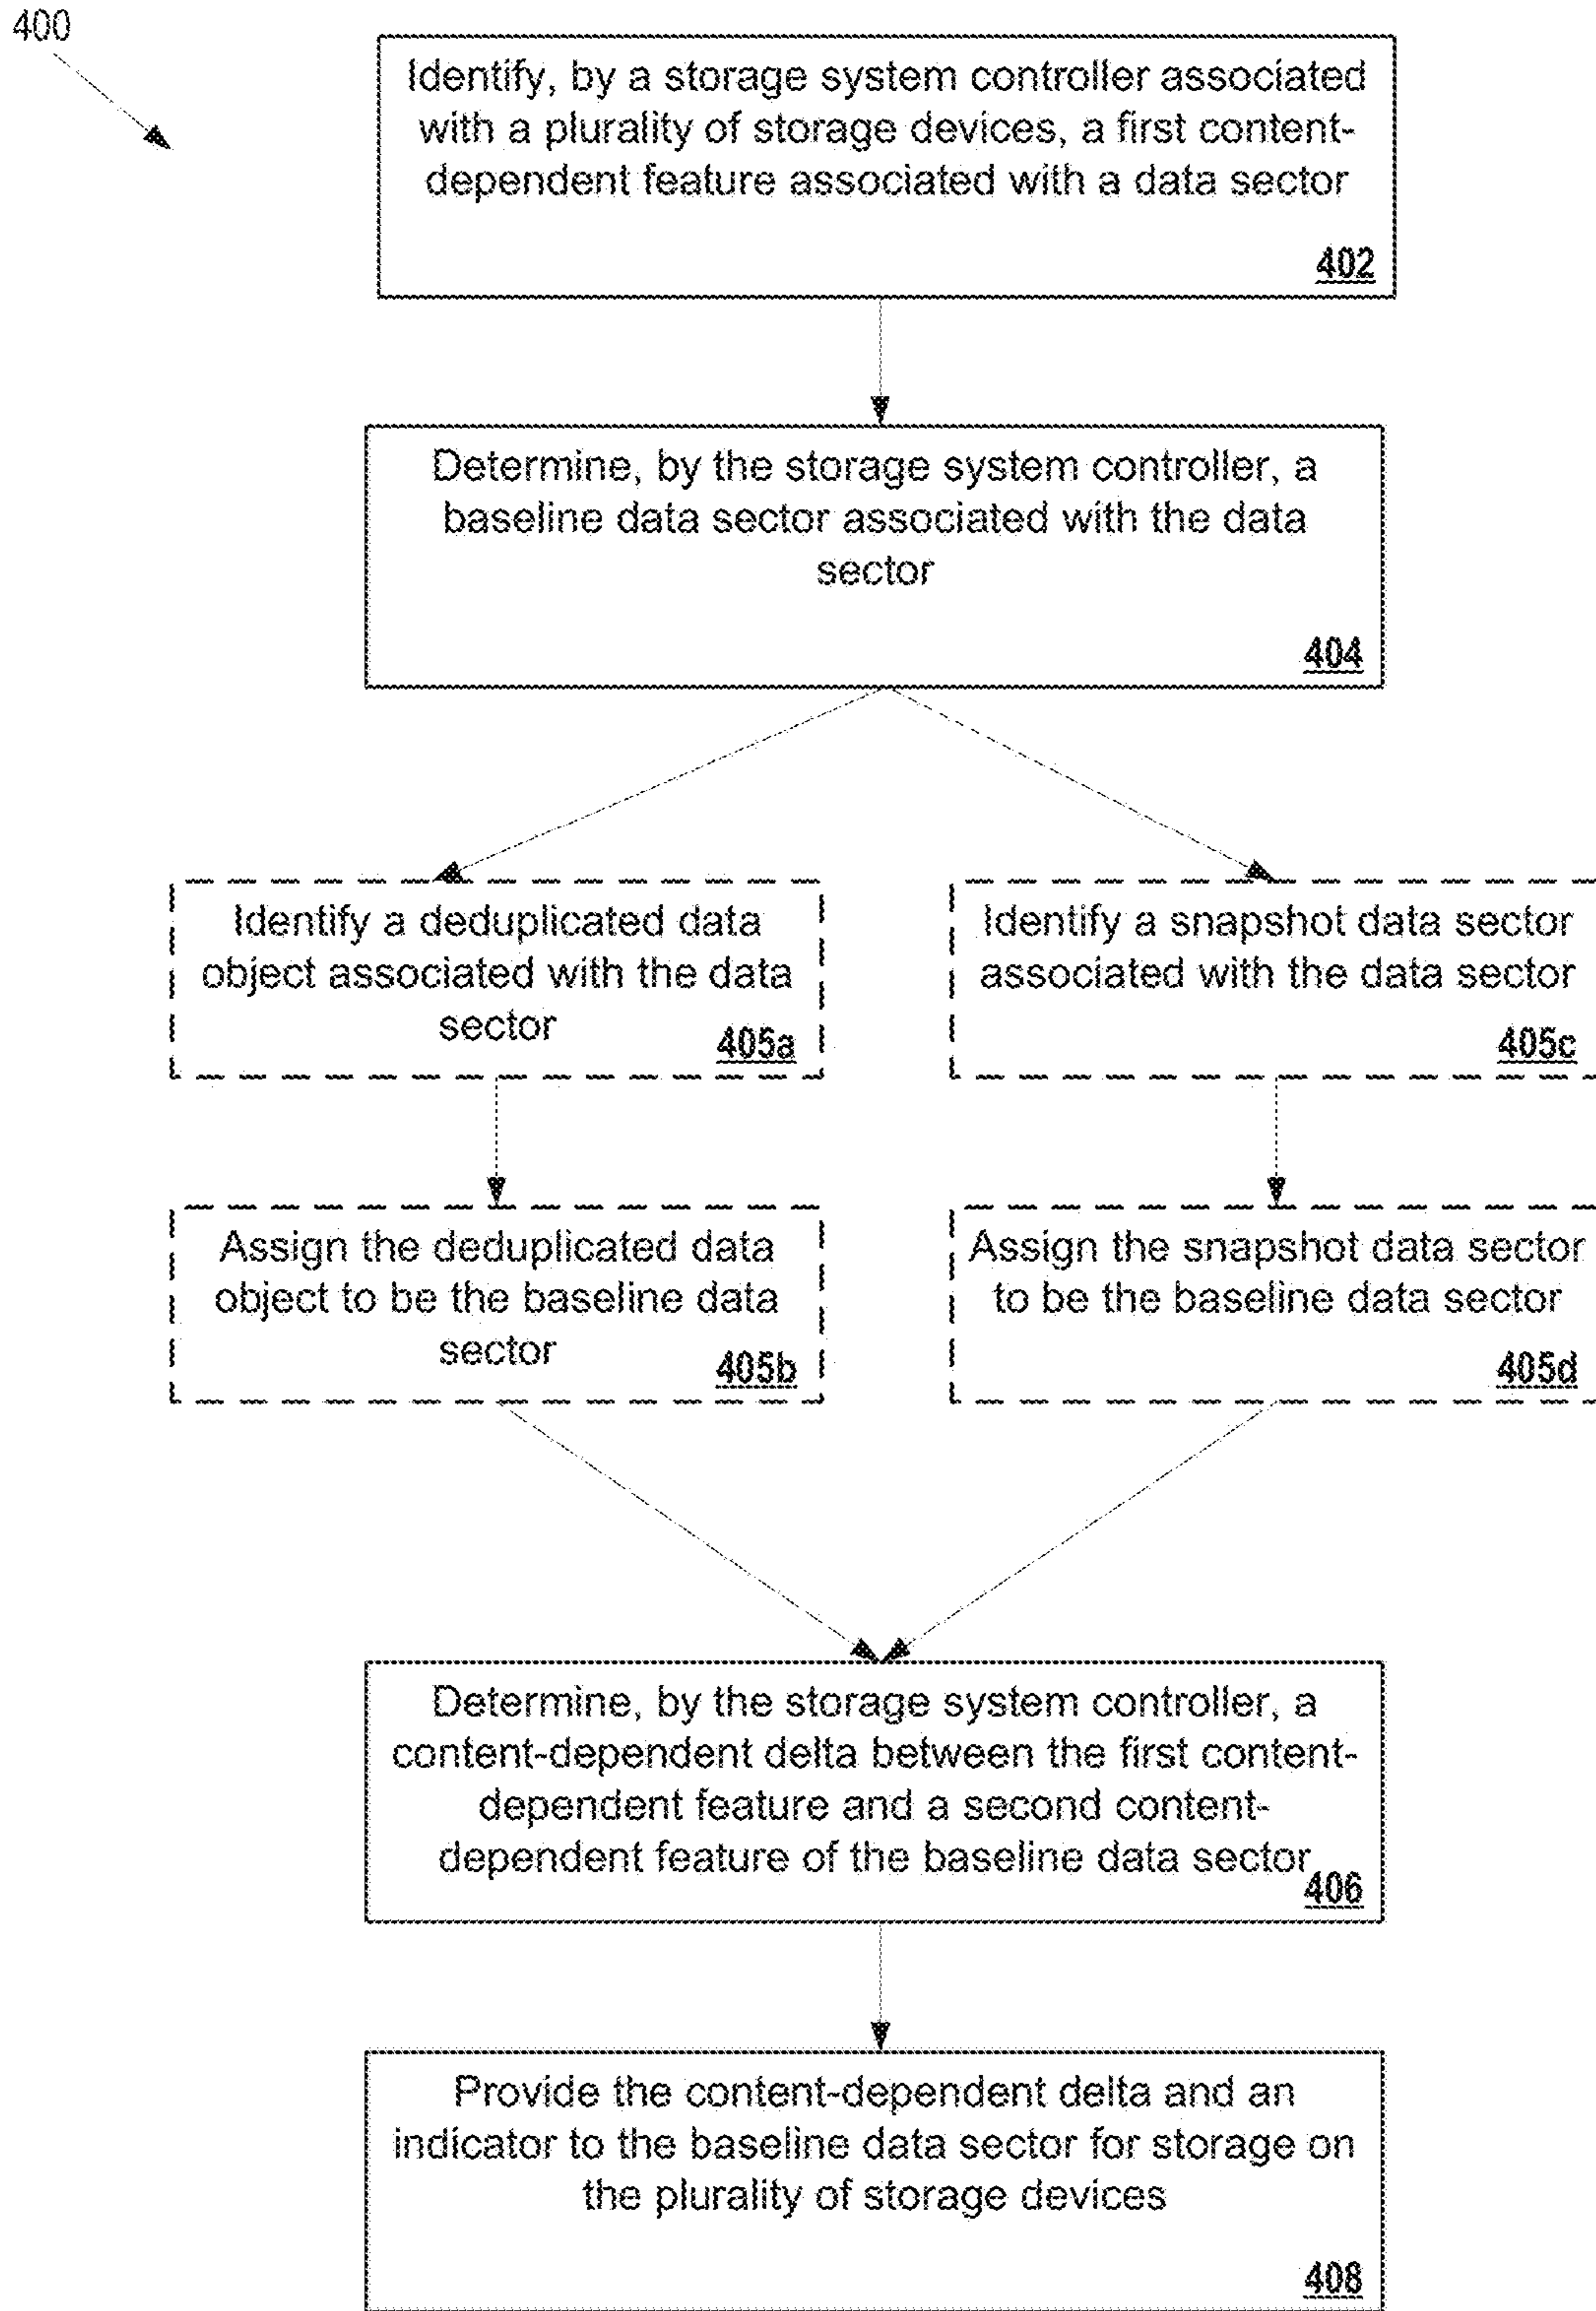 400
Identify, by a storage system controller associated
with a plurality of storage devices, a first content-
dependent feature associated with a data sector
402
Determine, by the storage system controller, a
baseline data sector associated with the data
sector
404
Identify a deduplicated data
object associated with the data
sector
405a
Identify a snapshot data sector
associated with the data sector
405c
Assign the deduplicated data
object to be the baseline data
sector
405b
Assign the snapshot data sector
to be the baseline data sector
405d
Determine, by the storage system controller, a
content-dependent delta between the first content-
dependent feature and a second content-
dependent feature of the baseline data sector
406
Provide the content-dependent delta and an
indicator to the baseline data sector for storage on
the plurality of storage devices
408